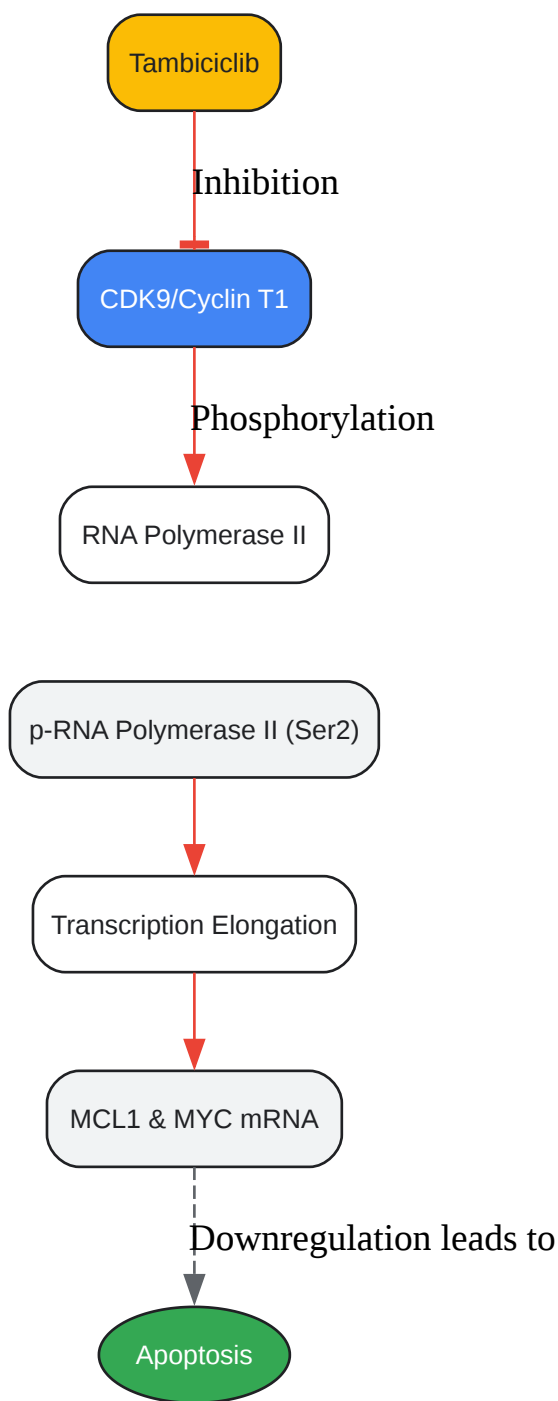 Tambiciclib
Inhibition
CDK9/Cyclin T1
Phosphorylation
RNA Polymerase II
p-RNA Polymerase II (Ser2)
Transcription Elongation
MCL1 & MYC mRNA
Downregulation leads to
Apoptosis